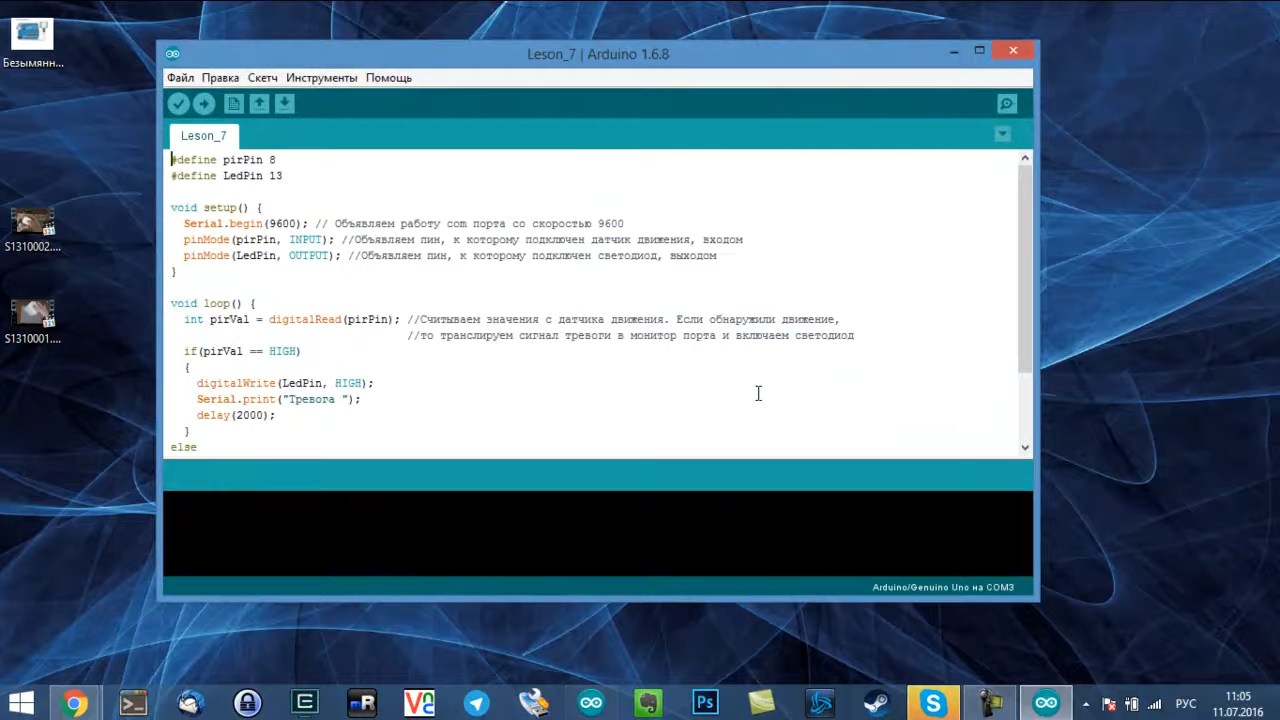 Безымянн...
S1310002....
S1310001....
Leson_7 | Arduino 1.6.8
Файл Правка Скетч Инструменты Помощь
Leson_7
#define pirPin 8
#define LedPin 13
void setup() {
Serial.begin(9600); // Объявляем работу com порта со скоростью 9600
pinMode(pirPin, INPUT); //Объявляем пин, к которому подключен датчик движения, входом
pinMode(LedPin, OUTPUT); //Объявляем пин, к которому подключен светодиод, выходом
}
void loop() {
int pirVal = digitalRead(pirPin); //Считываем значения с датчика движения. Если обнаружили движение,
//то транслируем сигнал тревоги в монитор порта и включаем светодиод
if(pirVal == HIGH)
{
digitalWrite(LedPin, HIGH);
Serial.print("Тревога ");
delay(2000);
}
else
Arduino/Genuino Uno на COM3
РУС
11:05
11.07.2016